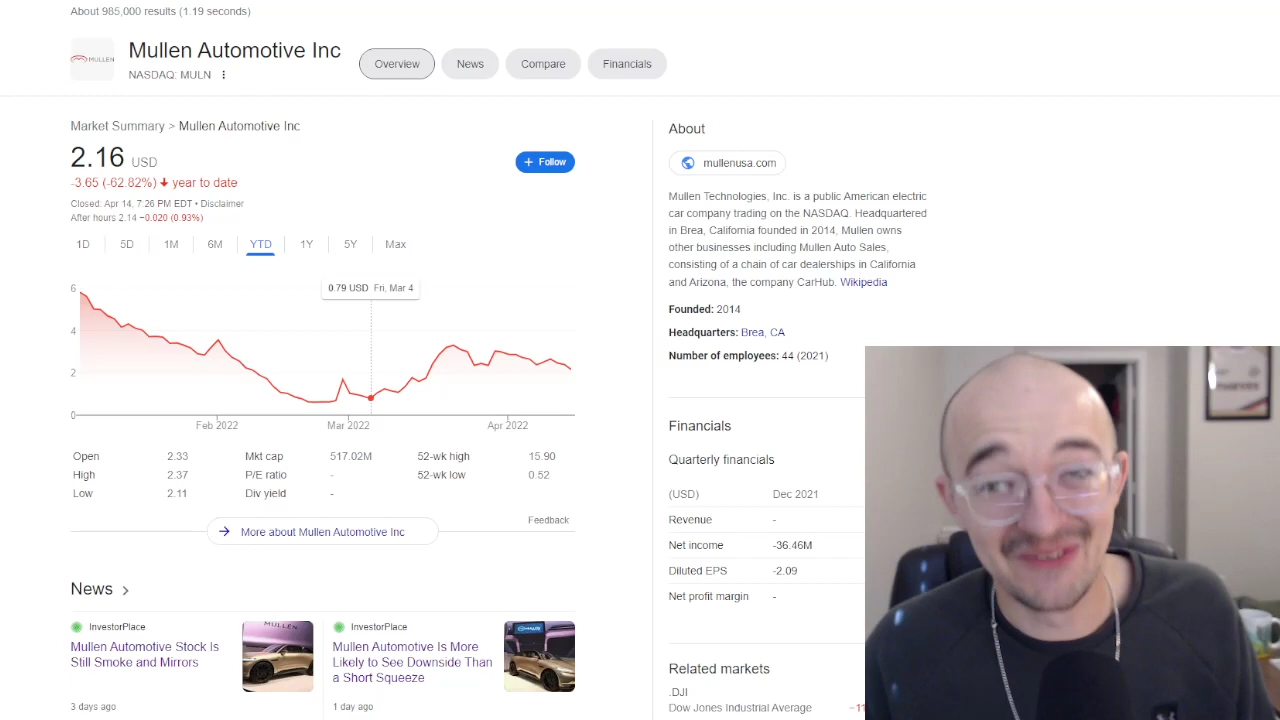 About 985,000 results (1.19 seconds)
MULLEN
Mullen Automotive Inc
NASDAQ: MULN
Overview
News
Compare
Financials
Market Summary > Mullen Automotive Inc
2.16 USD
+ Follow
-3.65 (-62.82%) ↓ year to date
Closed: Apr 14, 7:26 PM EDT • Disclaimer
After hours 2.14 −0.020 (0.93%)
1D 5D 1M 6M YTD 1Y 5Y Max
0.79 USD Fri, Mar 4
6
4
2
0
Feb 2022 Mar 2022 Apr 2022
Open 2.33 Mkt cap 517.02M 52-wk high 15.90
High 2.37 P/E ratio - 52-wk low 0.52
Low 2.11 Div yield -
Feedback
More about Mullen Automotive Inc
News
InvestorPlace
Mullen Automotive Stock Is
Still Smoke and Mirrors
3 days ago
MULLEN
InvestorPlace
Mullen Automotive Is More
Likely to See Downside Than
a Short Squeeze
1 day ago
About
mullenusa.com
Mullen Technologies, Inc. is a public American electric
car company trading on the NASDAQ. Headquartered
in Brea, California founded in 2014, Mullen owns
other businesses including Mullen Auto Sales,
consisting of a chain of car dealerships in California
and Arizona, the company CarHub. Wikipedia
Founded: 2014
Headquarters: Brea, CA
Number of employees: 44 (2021)
Financials
Quarterly financials
(USD) Dec 2021
Revenue -
Net income -36.46M
Diluted EPS -2.09
Net profit margin -
Related markets
.DJI
Dow Jones Industrial Average